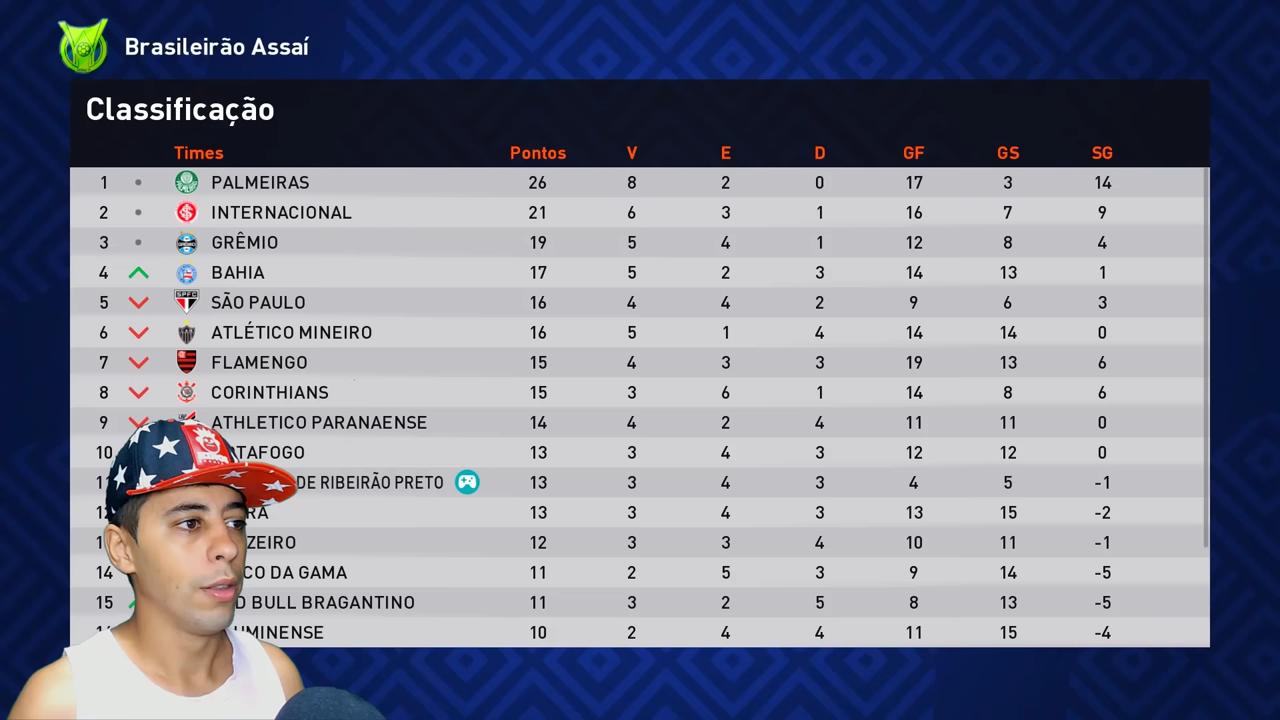 Brasileirão Assaí
Classificação
Times Pontos V E D GF GS SG
1 PALMEIRAS 26 8 2 0 17 3 14
2 INTERNACIONAL 21 6 3 1 16 7 9
3 GRÊMIO 19 5 4 1 12 8 4
4 BAHIA 17 5 2 3 14 13 1
5 SÃO PAULO 16 4 4 2 9 6 3
6 ATLÉTICO MINEIRO 16 5 1 4 14 14 0
7 FLAMENGO 15 4 3 3 19 13 6
8 CORINTHIANS 15 3 6 1 14 8 6
9 ATHLETICO PARANAENSE 14 4 2 4 11 11 0
10 TAFOGO 13 3 4 3 12 12 0
DE RIBEIRÃO PRETO 13 3 4 3 4 5 -1
RÁ 13 3 4 3 13 15 -2
ZEIRO 12 3 3 4 10 11 -1
14 CO DA GAMA 11 2 5 3 9 14 -5
15 D BULL BRAGANTINO 11 3 2 5 8 13 -5
UMINENSE 10 2 4 4 11 15 -4